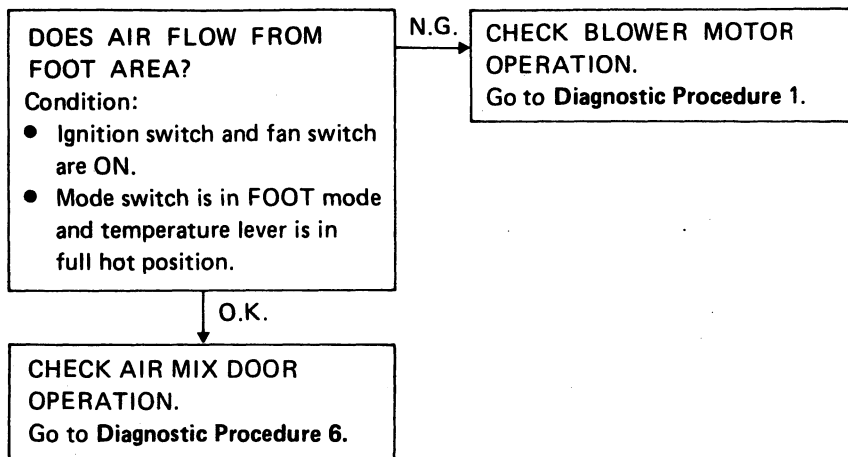 DOES AIR FLOW FROM
FOOT AREA?
Condition:
● Ignition switch and fan switch
are ON.
● Mode switch is in FOOT mode
and temperature lever is in
full hot position.
N.G.
CHECK BLOWER MOTOR
OPERATION.
Go to Diagnostic Procedure 1.
O.K.
CHECK AIR MIX DOOR
OPERATION.
Go to Diagnostic Procedure 6.